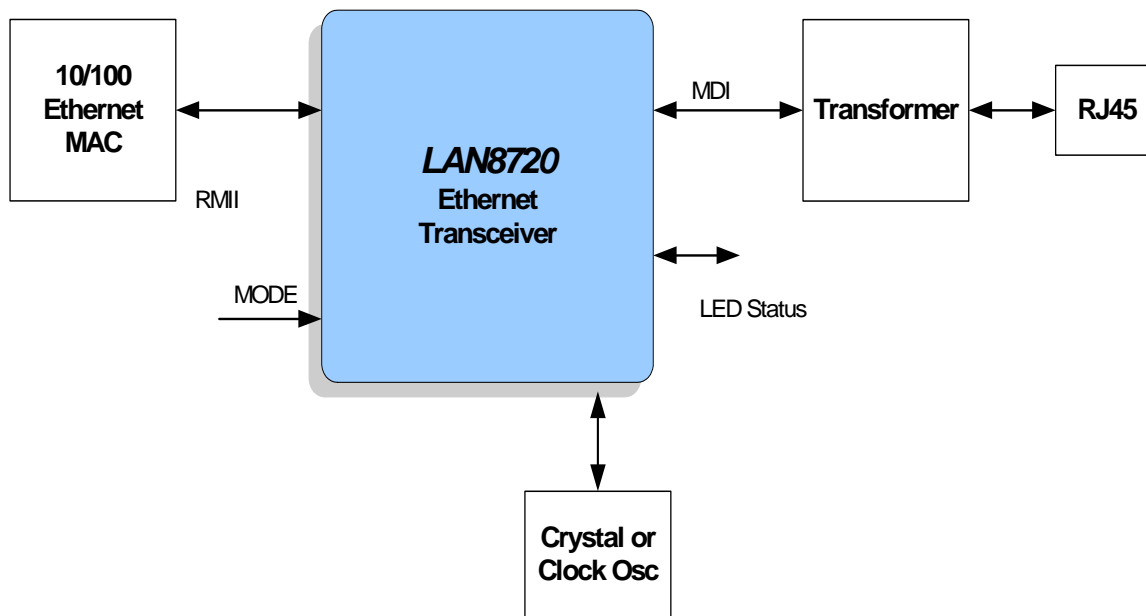 10/100
Ethernet
MAC
RMII
MODE
LAN8720
Ethernet
Transceiver
MDI
Transformer
RJ45
LED Status
Crystal or
Clock Osc